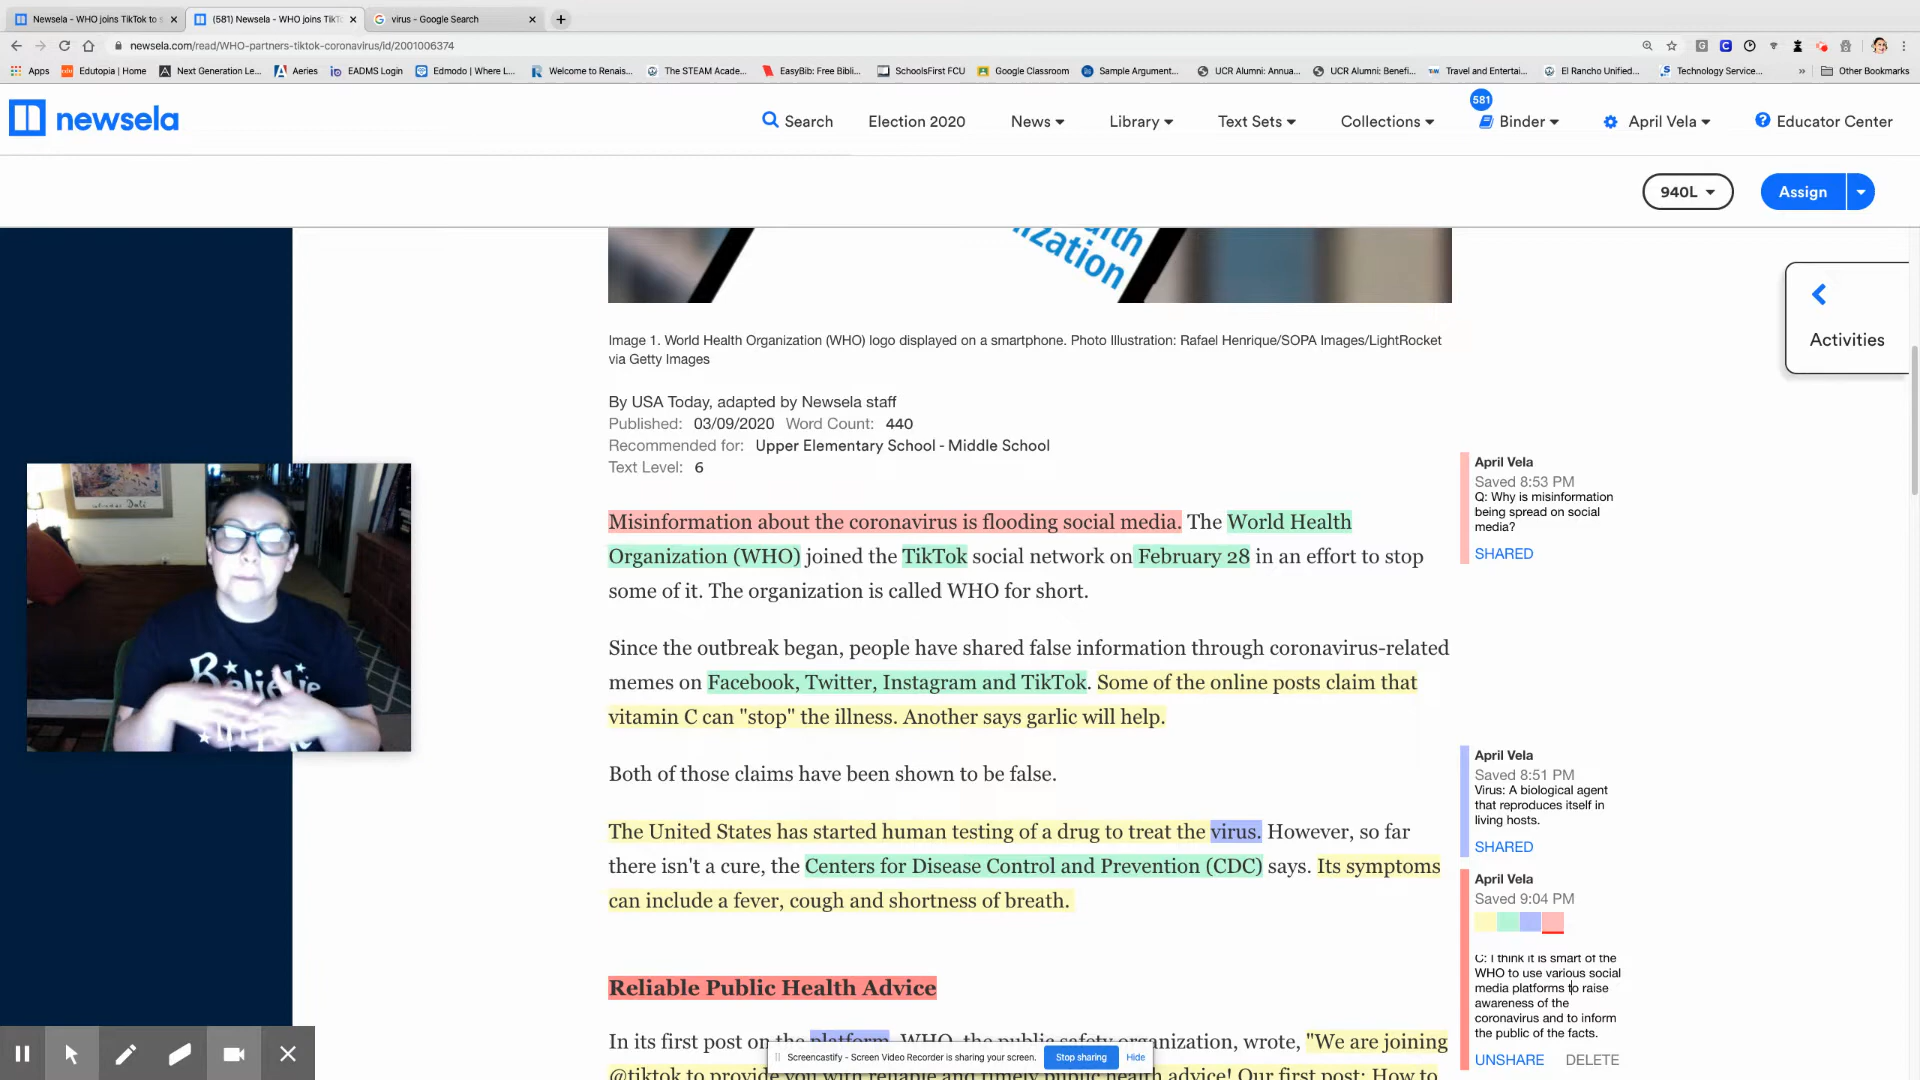 Newsela - WHO joins TikTok to s
(581) Newsela - WHO joins TikT
virus - Google Search
newsela.com/read/WHO-partners-tiktok-coronavirus/id/2001006374
Apps
Edutopia | Home
Next Generation Le...
Aeries
EADMS Login
Edmodo | Where L...
Welcome to Renais...
The STEAM Acade...
EasyBib: Free Bibli...
SchoolsFirst FCU
Google Classroom
Sample Argument...
UCR Alumni: Annua...
UCR Alumni: Benefi...
Travel and Entertai...
El Rancho Unified...
Technology Service...
Other Bookmarks
newsela
Search
Election 2020
News
Library
Text Sets
Collections
581
Binder
April Vela
Educator Center
940L
Assign
Activities
Image 1. World Health Organization (WHO) logo displayed on a smartphone. Photo Illustration: Rafael Henrique/SOPA Images/LightRocket
via Getty Images
By USA Today, adapted by Newsela staff
Published: 03/09/2020 Word Count: 440
Recommended for: Upper Elementary School - Middle School
Text Level: 6
Misinformation about the coronavirus is flooding social media. The World Health
Organization (WHO) joined the TikTok social network on February 28 in an effort to stop
some of it. The organization is called WHO for short.
Since the outbreak began, people have shared false information through coronavirus-related
memes on Facebook, Twitter, Instagram and TikTok. Some of the online posts claim that
vitamin C can "stop" the illness. Another says garlic will help.
Both of those claims have been shown to be false.
The United States has started human testing of a drug to treat the virus. However, so far
there isn't a cure, the Centers for Disease Control and Prevention (CDC) says. Its symptoms
can include a fever, cough and shortness of breath.
Reliable Public Health Advice
In its first post on the platform, WHO, the public safety organization, wrote, "We are joining
@tiktok to provide you with reliable and timely public health advice! Our first post: How to
April Vela
Saved 8:53 PM
Q: Why is misinformation
being spread on social
media?
SHARED
April Vela
Saved 8:51 PM
Virus: A biological agent
that reproduces itself in
living hosts.
SHARED
April Vela
Saved 9:04 PM
C: I think it is smart of the
WHO to use various social
media platforms to raise
awareness of the
coronavirus and to inform
the public of the facts.
UNSHARE DELETE
Screencastify - Screen Video Recorder is sharing your screen.
Stop sharing
Hide